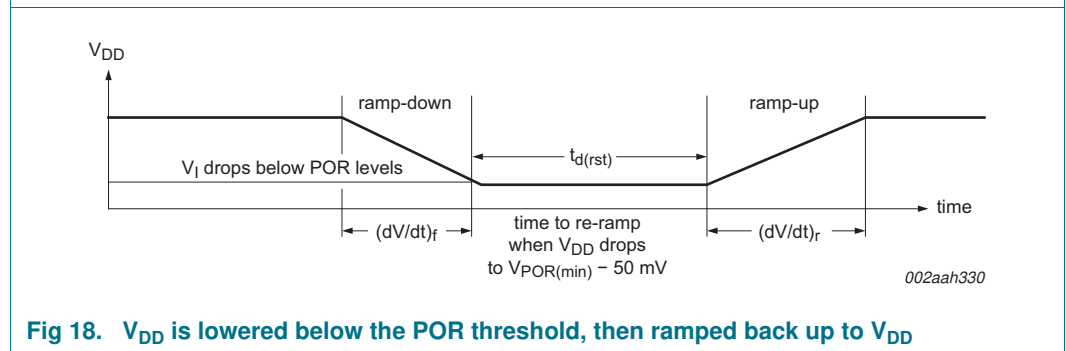 VDD
ramp-down
ramp-up
td(rst)
VI drops below POR levels
time
(dV/dt)f
time to re-ramp
when VDD drops
to VPOR(min) − 50 mV
(dV/dt)r
002aah330
Fig 18. VDD is lowered below the POR threshold, then ramped back up to VDD